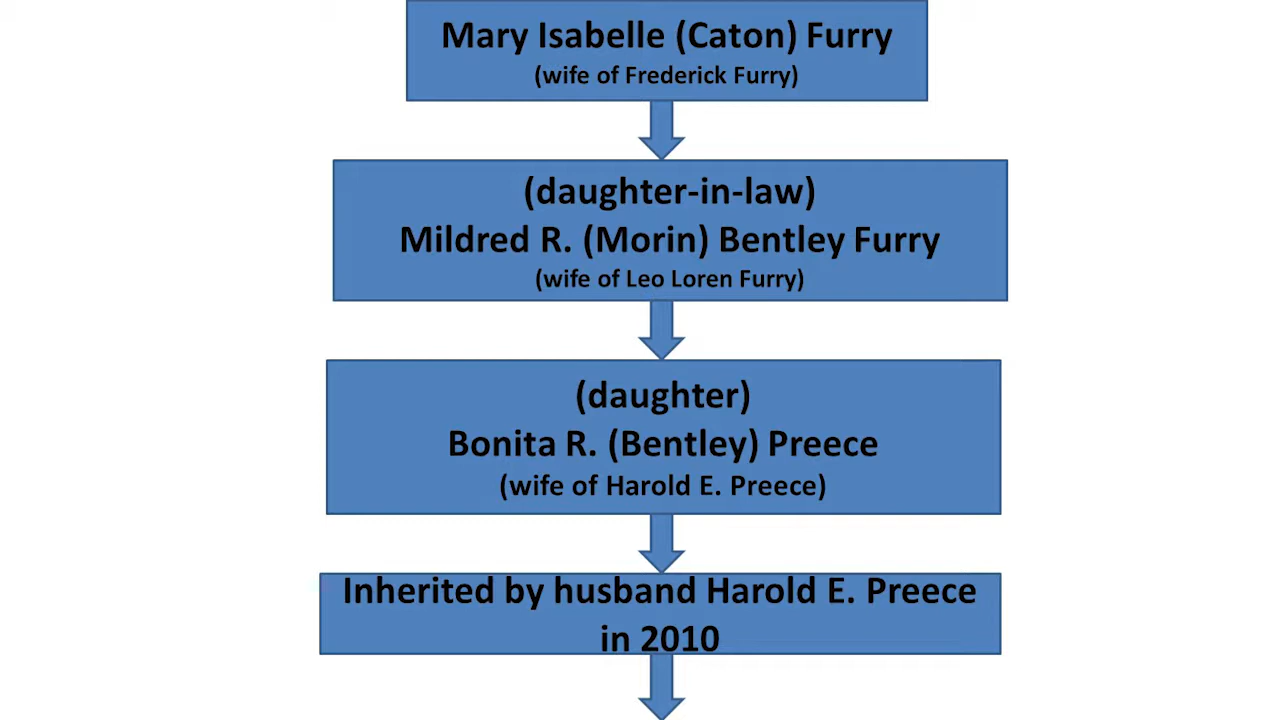 Mary Isabelle (Caton) Furry
(wife of Frederick Furry)
(daughter-in-law)
Mildred R. (Morin) Bentley Furry
(wife of Leo Loren Furry)
(daughter)
Bonita R. (Bentley) Preece
(wife of Harold E. Preece)
Inherited by husband Harold E. Preece
in 2010